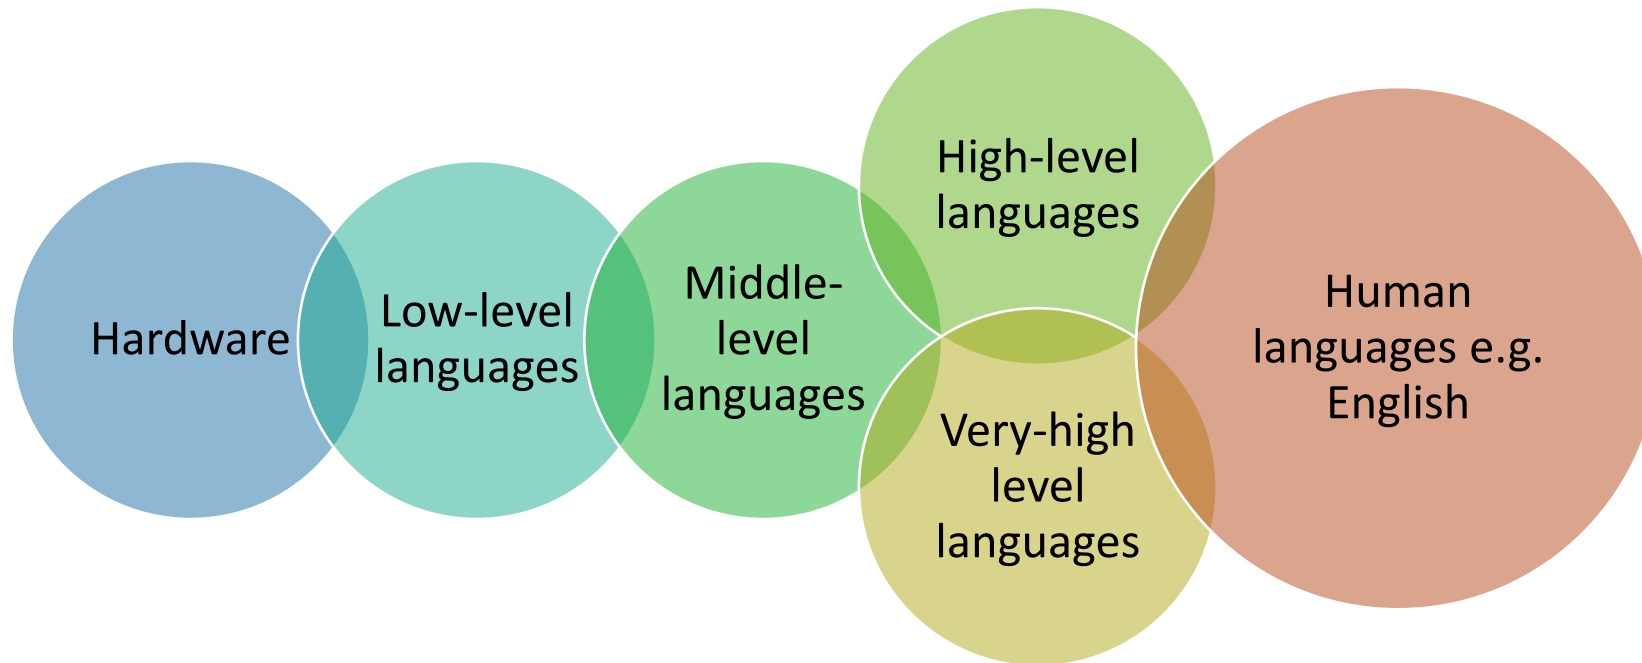 Hardware
Low-level
languages
Middle-
level
languages
High-level
languages
Very-high
level
languages
Human
languages e.g.
English